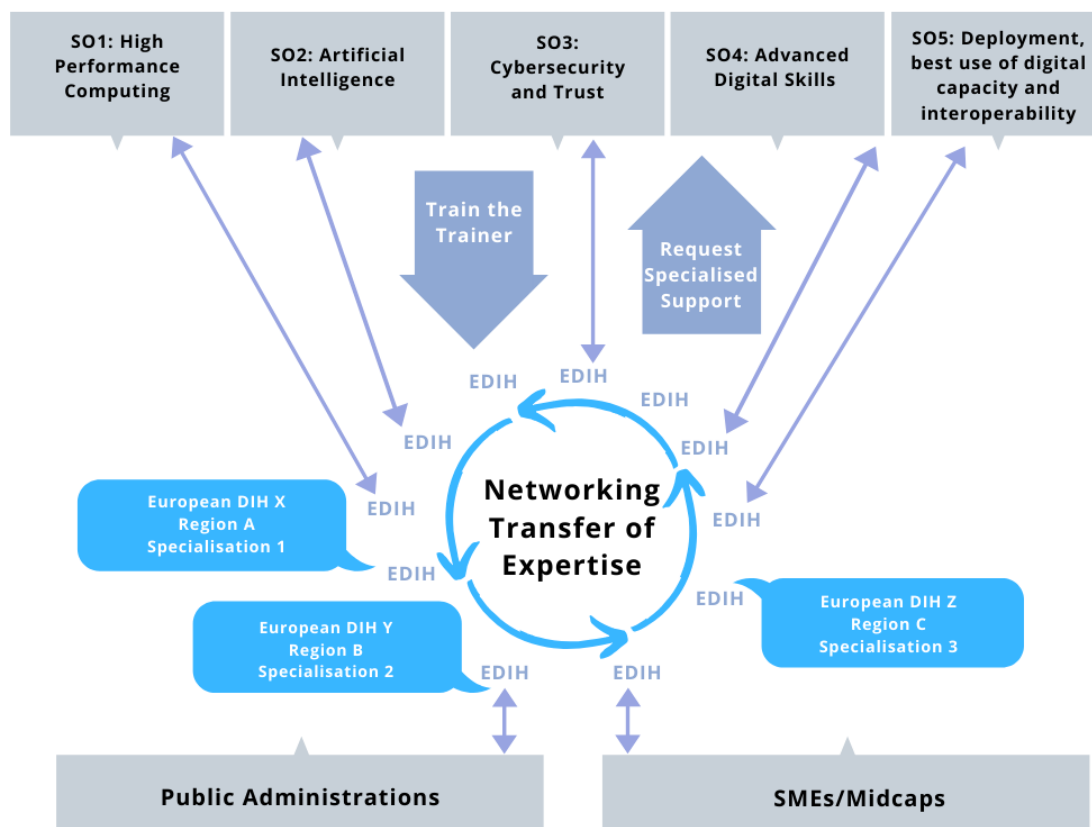 SO1: High
Performance
Computing
SO2: Artificial
Intelligence
SO3:
Cybersecurity
and Trust
SO4: Advanced
Digital Skills
SO5: Deployment,
best use of digital
capacity and
interoperability
Train the
Trainer
Request
Specialised
Support
EDIH
EDIH
EDIH
EDIH
EDIH
EDIH
EDIH
EDIH
EDIH
EDIH
EDIH
Networking
Transfer of
Expertise
European DIH X
Region A
Specialisation 1
European DIH Y
Region B
Specialisation 2
European DIH Z
Region C
Specialisation 3
Public Administrations
SMEs/Midcaps